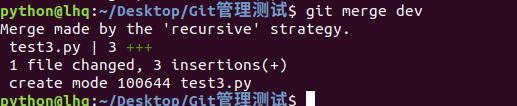 python@lhq:~/Desktop/Git管理测试$ git merge dev
Merge made by the 'recursive' strategy.
 test3.py | 3 +++
 1 file changed, 3 insertions(+)
 create mode 100644 test3.py
python@lhq:~/Desktop/Git管理测试$